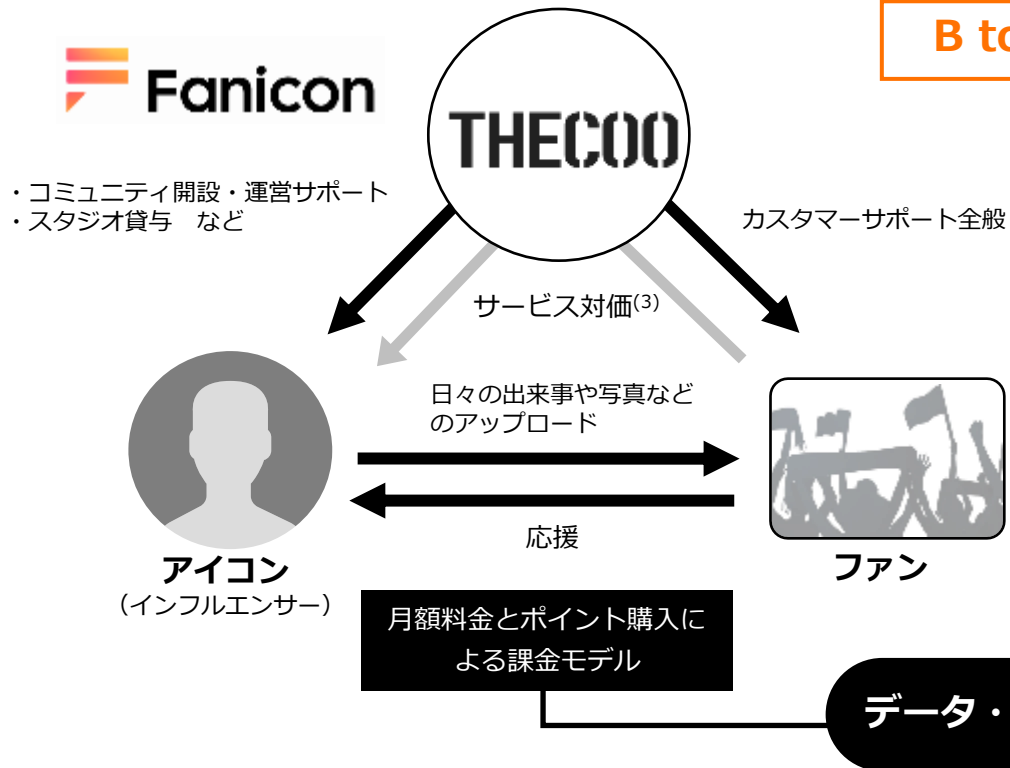 B to
Fanicon
THECOO
・コミュニティ開設・運営サポート
・スタジオ貸与　など
カスタマーサポート全般
サービス対価(3)
日々の出来事や写真など
のアップロード
応援
アイコン
（インフルエンサー）
ファン
月額料金とポイント購入に
よる課金モデル
データ・